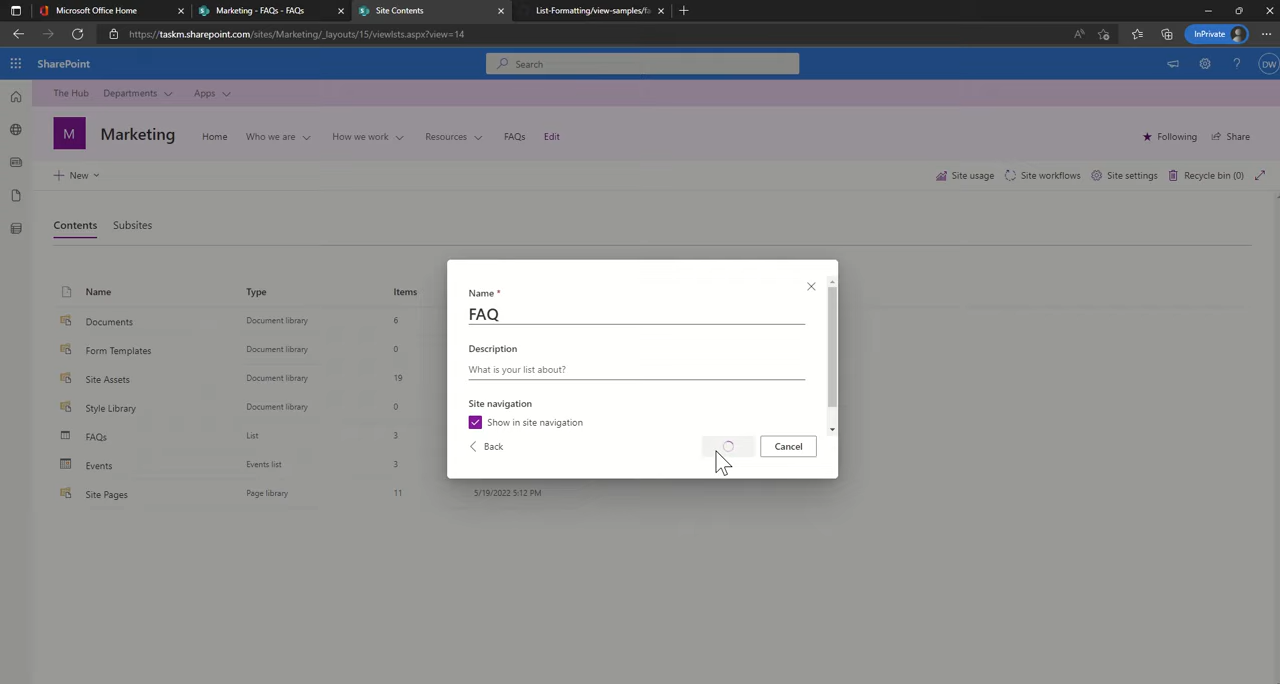 Microsoft Office Home
Marketing - FAQs - FAQs
Site Contents
List-Formatting/view-samples/fa
https://taskm.sharepoint.com/sites/Marketing/_layouts/15/viewlsts.aspx?view=14
InPrivate
SharePoint
Search
DW
The Hub Departments Apps
M Marketing Home Who we are How we work Resources FAQs Edit Following Share
New Site usage Site workflows Site settings Recycle bin (0)
Contents Subsites
Name Type Items
Documents Document library 6
Form Templates Document library 0
Site Assets Document library 19
Style Library Document library 0
FAQs List 3
Events Events list 3
Site Pages Page library 11 5/19/2022 5:12 PM
Name *
FAQ
Description
What is your list about?
Site navigation
Show in site navigation
Back Cancel